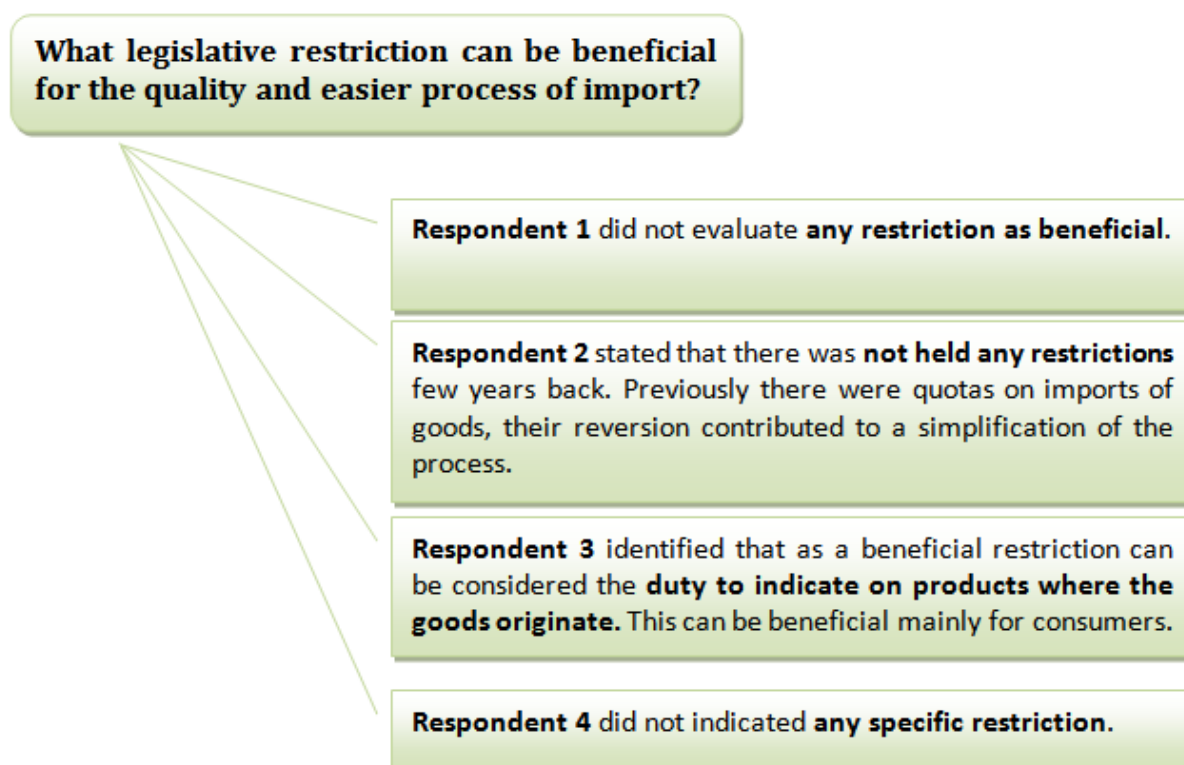 What legislative restriction can be beneficial
for the quality and easier process of import?
Respondent 1 did not evaluate any restriction as beneficial.
Respondent 2 stated that there was not held any restrictions
few years back. Previously there were quotas on imports of
goods, their reversion contributed to a simplification of the
process.
Respondent 3 identified that as a beneficial restriction can
be considered the duty to indicate on products where the
goods originate. This can be beneficial mainly for consumers.
Respondent 4 did not indicated any specific restriction.